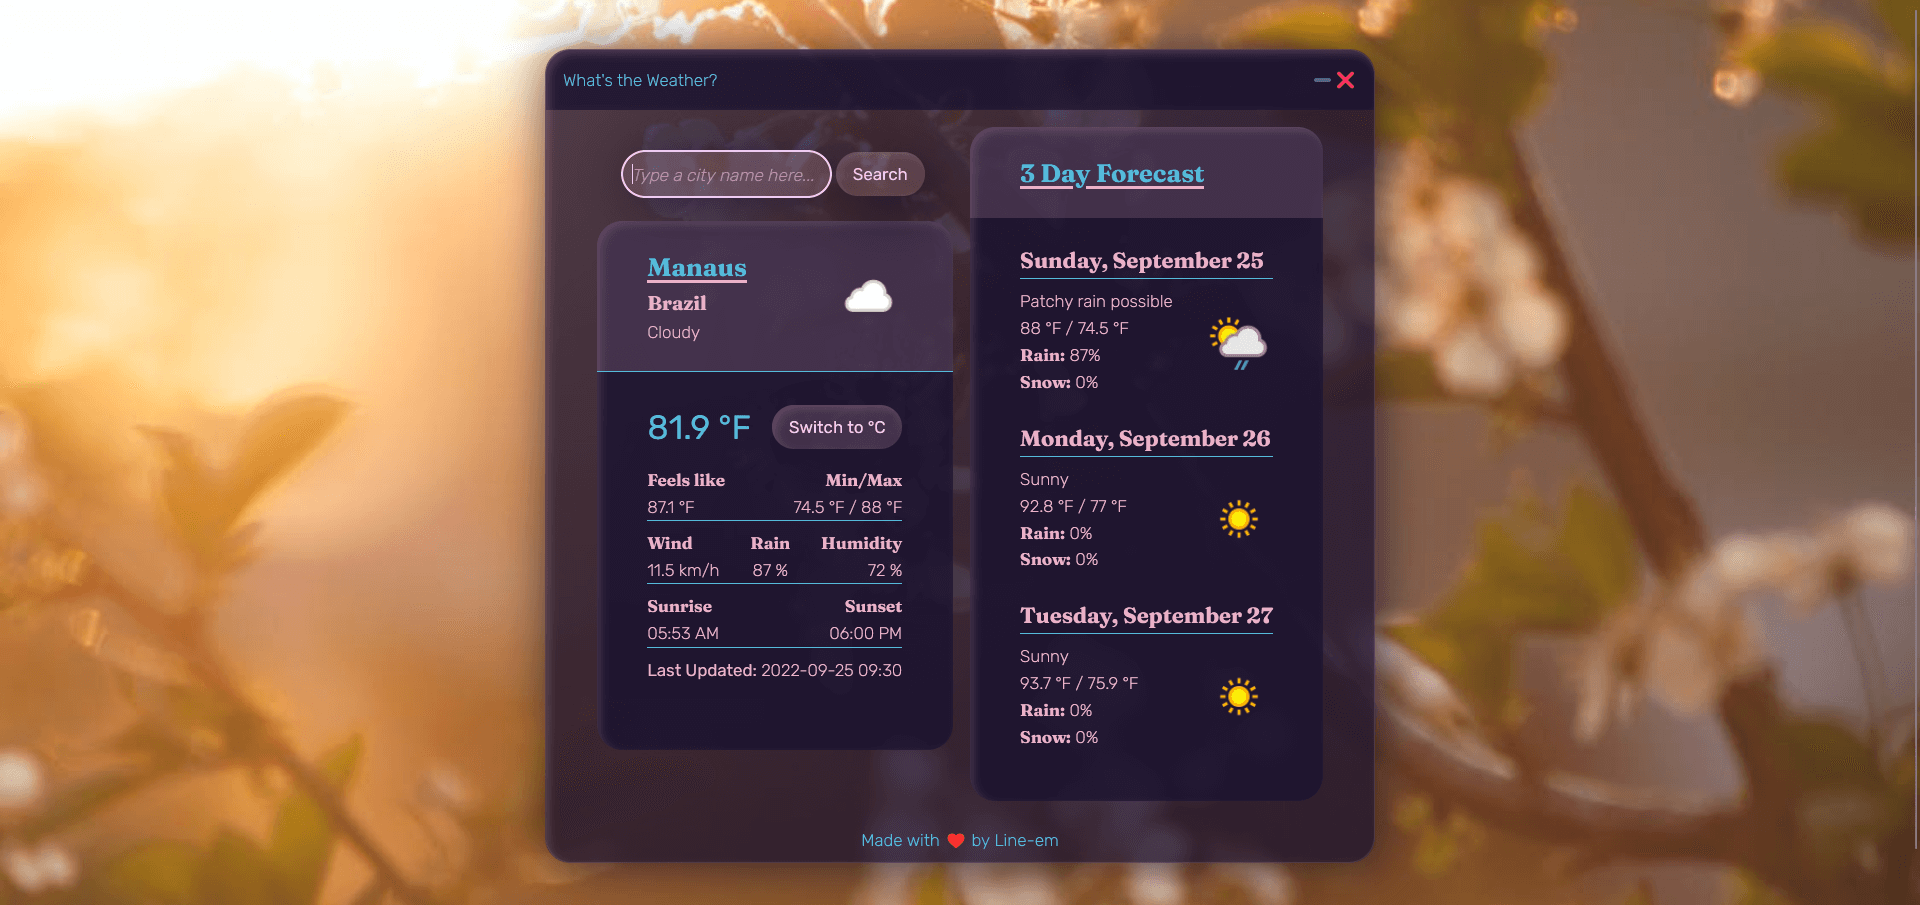 What's the Weather?
Type a city name here...
Search
Manaus
Brazil
Cloudy
81.9 °F
Switch to °C
Feels like Min/Max
87.1 °F 74.5 °F / 88 °F
Wind Rain Humidity
11.5 km/h 87 % 72 %
Sunrise Sunset
05:53 AM 06:00 PM
Last Updated: 2022-09-25 09:30
3 Day Forecast
Sunday, September 25
Patchy rain possible
88 °F / 74.5 °F
Rain: 87%
Snow: 0%
Monday, September 26
Sunny
92.8 °F / 77 °F
Rain: 0%
Snow: 0%
Tuesday, September 27
Sunny
93.7 °F / 75.9 °F
Rain: 0%
Snow: 0%
Made with ❤️ by Line-em